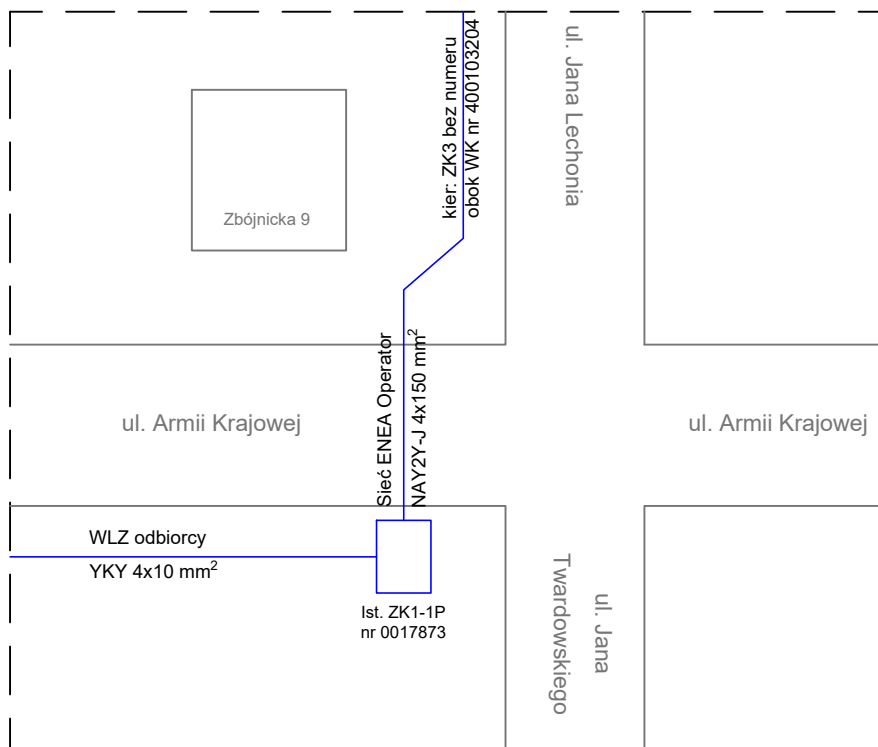 kier: ZK3 bez numeru
obok WK nr 400103204
ul. Jana Lechonia
Zbójnicka 9
Sieć ENEA Operator
NAY2Y-J 4x150 mm²
ul. Armii Krajowej
ul. Armii Krajowej
WLZ odbiorcy
YKY 4x10 mm²
Ist. ZK1-1P
nr 0017873
ul. Jana
Twardowskiego